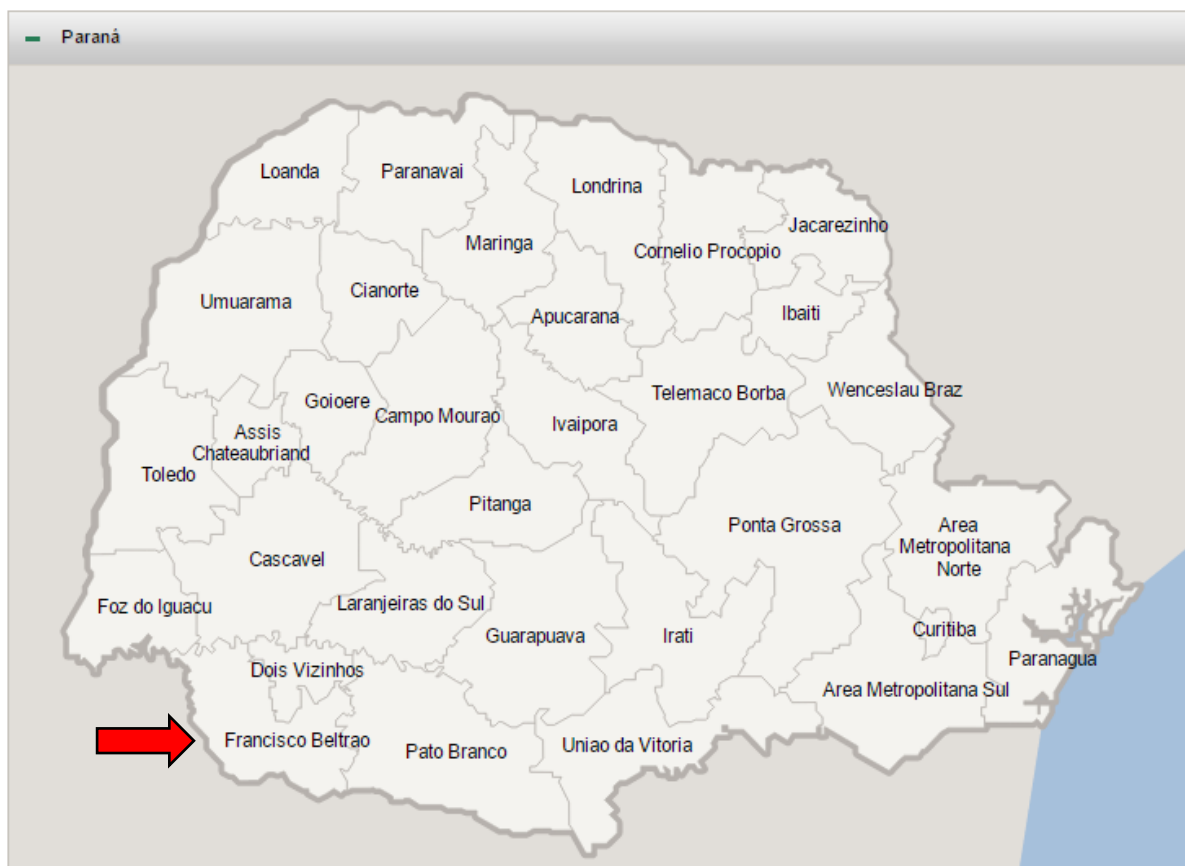 Paraná
Loanda
Paranavai
Londrina
Jacarezinho
Maringa
Cornelio Procopio
Umuarama
Cianorte
Apucarana
Ibaiti
Goioere
Campo Mourao
Telemaco Borba
Wenceslau Braz
Assis
Chateaubriand
Ivaipora
Toledo
Pitanga
Ponta Grossa
Area
Metropolitana
Norte
Cascavel
Foz do Iguacu
Laranjeiras do Sul
Guarapuava
Irati
Curitiba
Paranagua
Dois Vizinhos
Area Metropolitana Sul
Francisco Beltrao
Pato Branco
Uniao da Vitoria